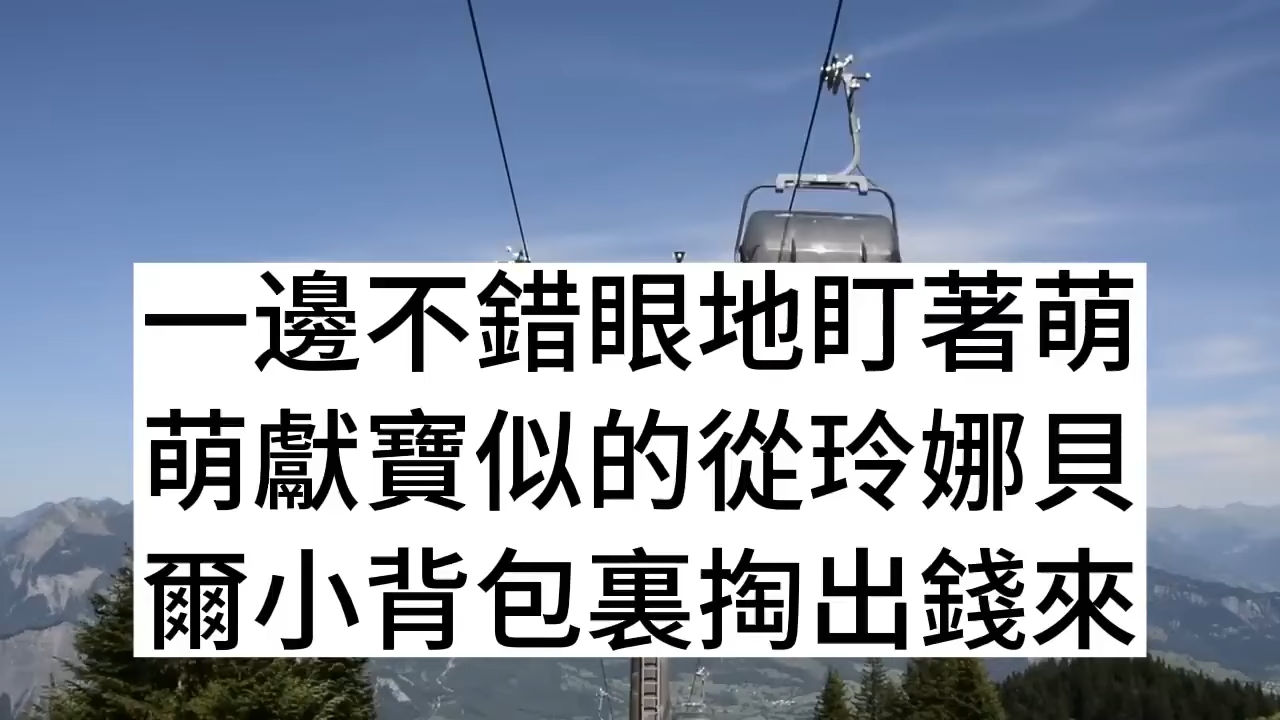 一邊不錯眼地盯著萌
萌獻寶似的從玲娜貝
爾小背包裏掏出錢來